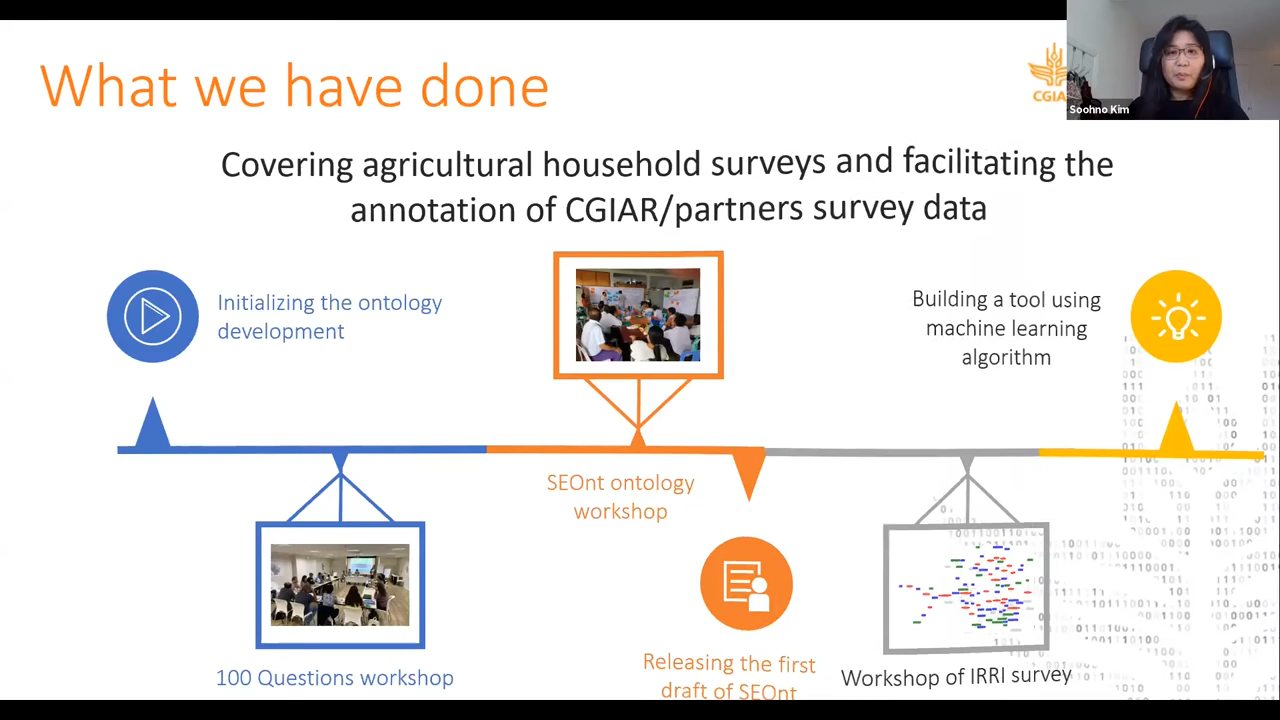 What we have done
CGIA
Soohno Kim
Covering agricultural household surveys and facilitating the
annotation of CGIAR/partners survey data
Initializing the ontology
development
Building a tool using
machine learning
algorithm
SEOnt ontology
workshop
100 Questions workshop
Releasing the first
draft of SEOnt
Workshop of IRRI survey